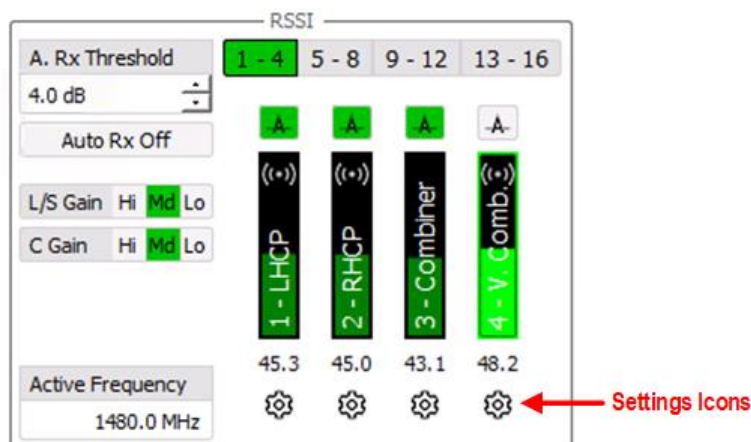 RSSI
A. Rx Threshold
1 - 4 5 - 8 9 - 12 13 - 16
4.0 dB
Auto Rx Off
A A A A
L/S Gain Hi Md Lo
C Gain Hi Md Lo
1 - LHCP
2 - RHCP
3 - Combiner
4 - V. Comb.
45.3 45.0 43.1 48.2
Active Frequency
1480.0 MHz
Settings Icons